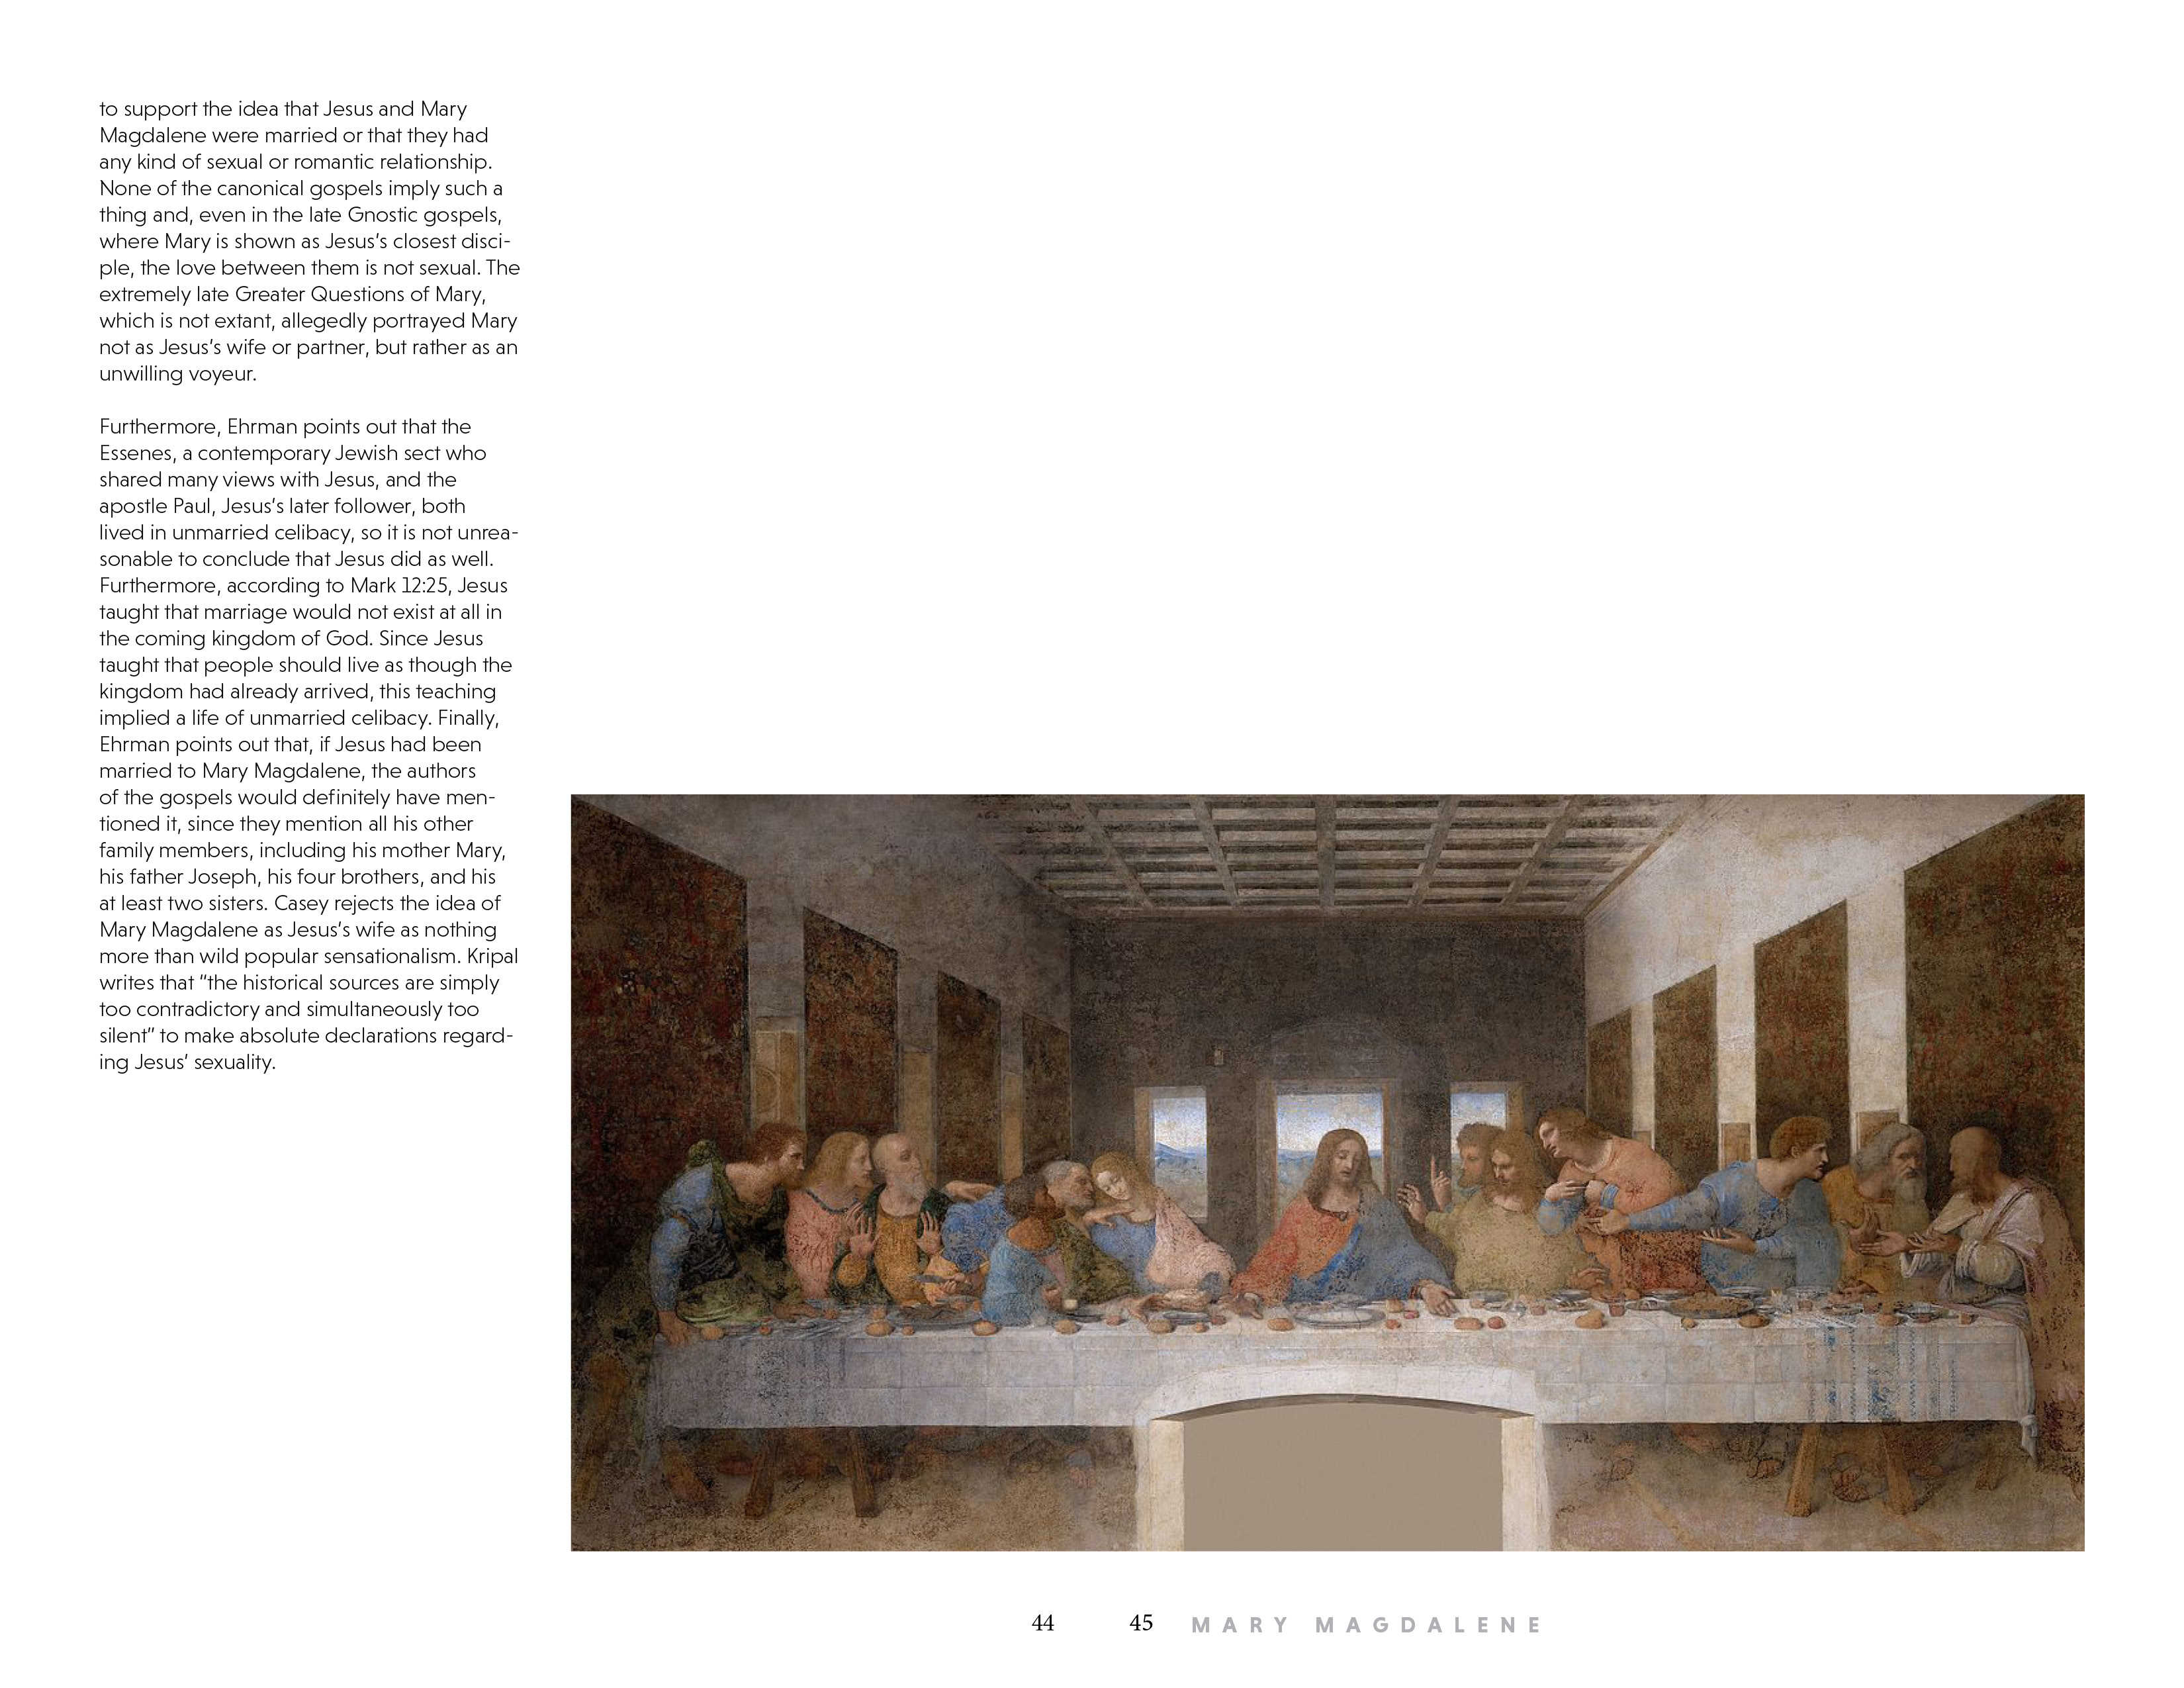 to support the idea that Jesus and Mary
Magdalene were married or that they had
any kind of sexual or romantic relationship.
None of the canonical gospels imply such a
thing and, even in the late Gnostic gospels,
where Mary is shown as Jesus's closest disci-
ple, the love between them is not sexual. The
extremely late Greater Questions of Mary,
which is not extant, allegedly portrayed Mary
not as Jesus's wife or partner, but rather as an
unwilling voyeur.
Furthermore, Ehrman points out that the
Essenes, a contemporary Jewish sect who
shared many views with Jesus, and the
apostle Paul, Jesus's later follower, both
lived in unmarried celibacy, so it is not unrea-
sonable to conclude that Jesus did as well.
Furthermore, according to Mark 12:25, Jesus
taught that marriage would not exist at all in
the coming kingdom of God. Since Jesus
taught that people should live as though the
kingdom had already arrived, this teaching
implied a life of unmarried celibacy. Finally,
Ehrman points out that, if Jesus had been
married to Mary Magdalene, the authors
of the gospels would definitely have men-
tioned it, since they mention all his other
family members, including his mother Mary,
his father Joseph, his four brothers, and his
at least two sisters. Casey rejects the idea of
Mary Magdalene as Jesus's wife as nothing
more than wild popular sensationalism. Kripal
writes that “the historical sources are simply
too contradictory and simultaneously too
silent” to make absolute declarations regard-
ing Jesus’ sexuality.
44 45 MARY MAGDALENE